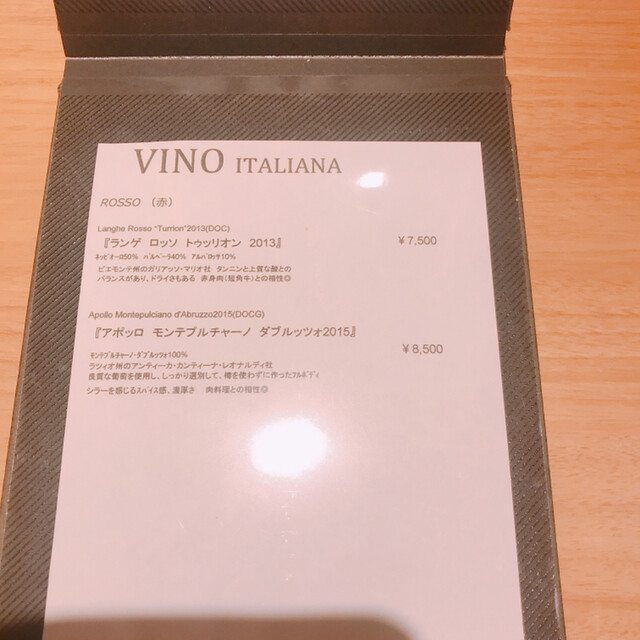 VINO ITALIANA
ROSSO （赤）
Langhe Rosso "Turrion"2013(DOC)
『ランゲ ロッソ トゥッリオン 2013』 ￥7,500
ネッビオーロ50% バルベーラ40% アルバロッサ10%
ピエモンテ州のガリアッソ・マリオ社 タンニンと上質な酸との
バランスがあり、ドライさもある 赤身肉（短角牛）との相性◎
Apollo Montepulciano d'Abruzzo2015(DOCG)
『アポッロ モンテプルチャーノ ダブルッツォ2015』 ￥8,500
モンテプルチャーノ・ダブルッツォ100%
ラツィオ州のアンティーカ・カンティーナ・レオナルディ社
良質な葡萄を使用し、しっかり選別して、樽を使わずに作ったフルボディ
シラーを感じるスパイス感、濃厚さ 肉料理との相性◎